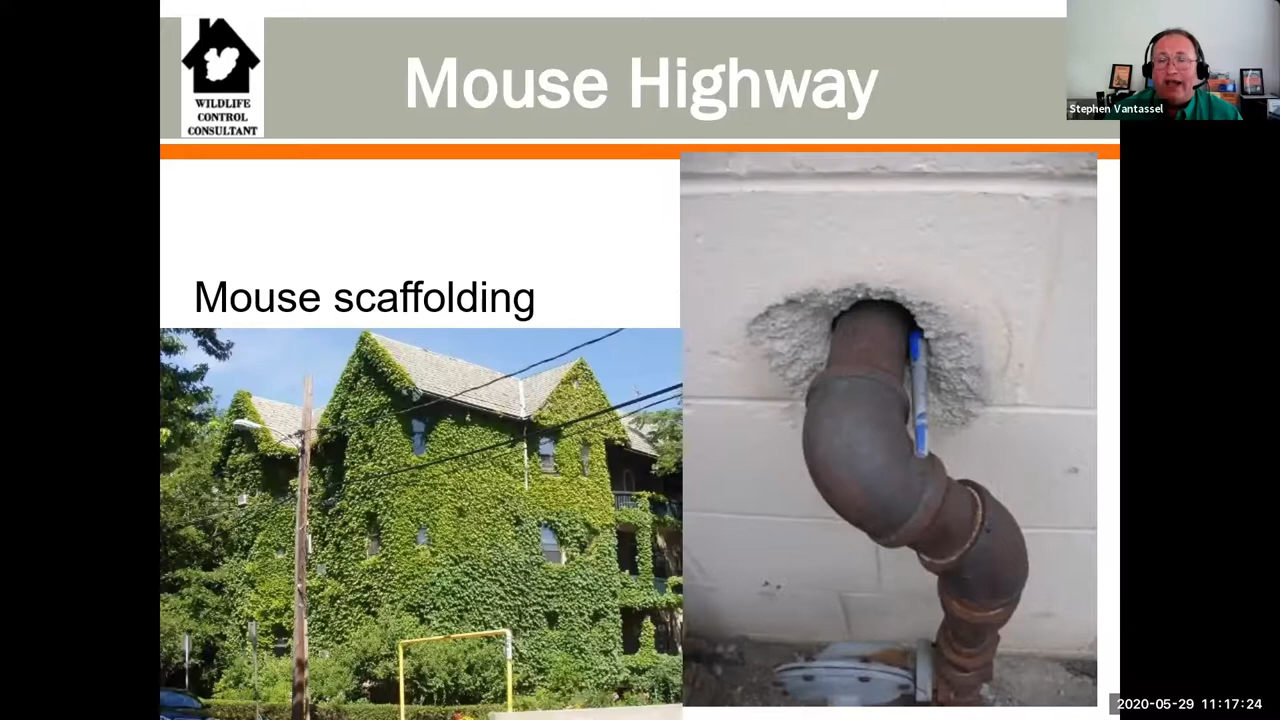 WILDLIFE
CONTROL
CONSULTANT
Mouse Highway
Stephen Vantassel
Mouse scaffolding
2020-05-29 11:17:24